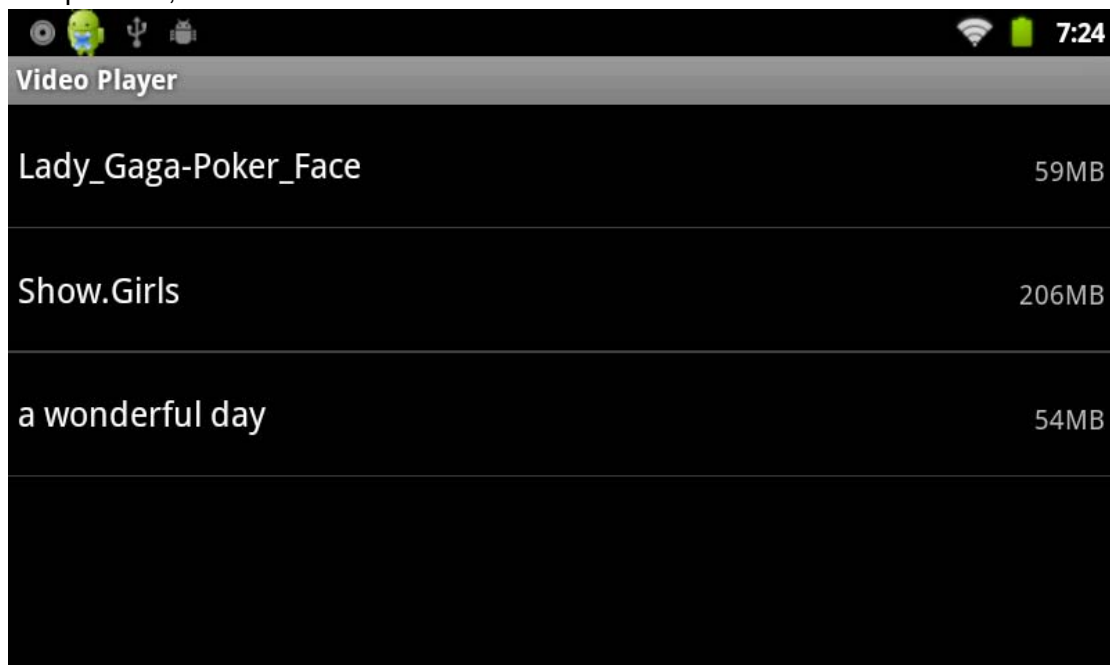 7:24
Video Player
Lady_Gaga-Poker_Face 59MB
Show.Girls 206MB
a wonderful day 54MB